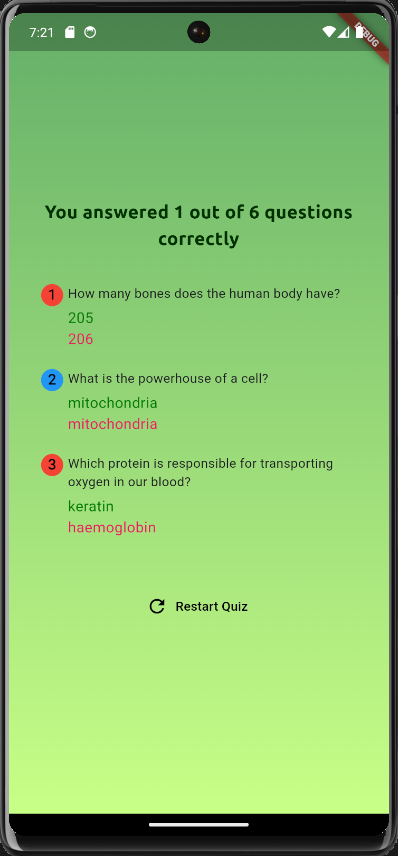 7:21
DEBUG
You answered 1 out of 6 questions
correctly
1 How many bones does the human body have?
205
206
2 What is the powerhouse of a cell?
mitochondria
mitochondria
3 Which protein is responsible for transporting
oxygen in our blood?
keratin
haemoglobin
Restart Quiz